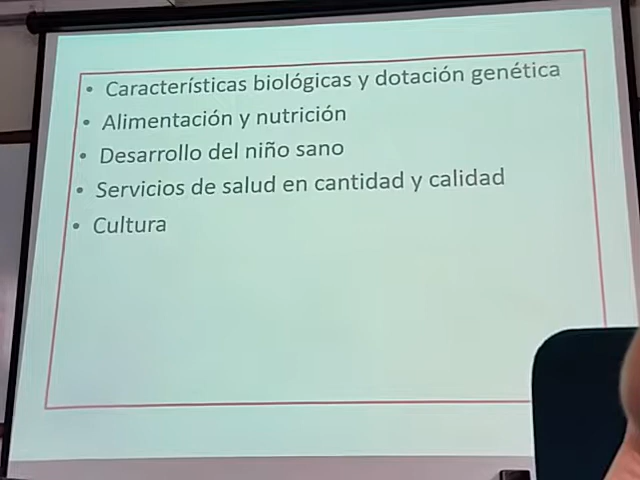 • Características biológicas y dotación genética
• Alimentación y nutrición
• Desarrollo del niño sano
• Servicios de salud en cantidad y calidad
• Cultura